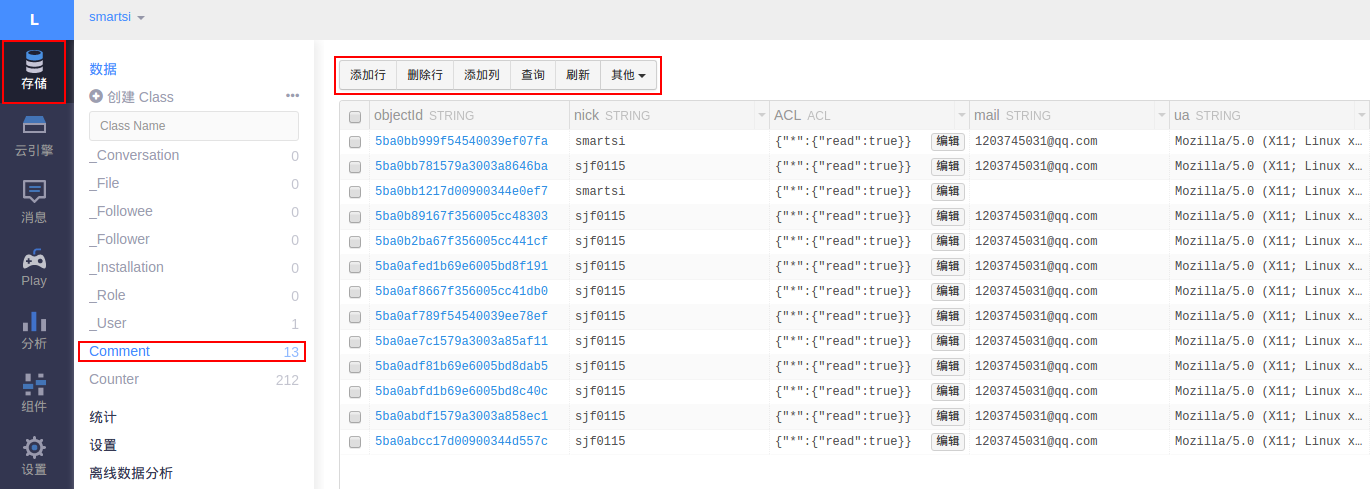 L
smartsi
存储
云引擎
消息
Play
分析
组件
设置
数据
创建 Class •••
Class Name
_Conversation 0
_File 0
_Followee 0
_Follower 0
_Installation 0
_Role 0
_User 1
Comment 13
Counter 212
统计
设置
离线数据分析
添加行 删除行 添加列 查询 刷新 其他
objectId STRING nick STRING ACL ACL mail STRING ua STRING
5ba0bb999f54540039ef07fa smartsi {"*":{"read":true}} 编辑 1203745031@qq.com Mozilla/5.0 (X11; Linux x…
5ba0bb781579a3003a8646ba sjf0115 {"*":{"read":true}} 编辑 1203745031@qq.com Mozilla/5.0 (X11; Linux x…
5ba0bb1217d00900344e0ef7 smartsi {"*":{"read":true}} 编辑 Mozilla/5.0 (X11; Linux x…
5ba0b89167f356005cc48303 sjf0115 {"*":{"read":true}} 编辑 1203745031@qq.com Mozilla/5.0 (X11; Linux x…
5ba0b2ba67f356005cc441cf sjf0115 {"*":{"read":true}} 编辑 1203745031@qq.com Mozilla/5.0 (X11; Linux x…
5ba0afed1b69e6005bd8f191 sjf0115 {"*":{"read":true}} 编辑 1203745031@qq.com Mozilla/5.0 (X11; Linux x…
5ba0af8667f356005cc41db0 sjf0115 {"*":{"read":true}} 编辑 1203745031@qq.com Mozilla/5.0 (X11; Linux x…
5ba0af789f54540039ee78ef sjf0115 {"*":{"read":true}} 编辑 1203745031@qq.com Mozilla/5.0 (X11; Linux x…
5ba0ae7c1579a3003a85af11 sjf0115 {"*":{"read":true}} 编辑 1203745031@qq.com Mozilla/5.0 (X11; Linux x…
5ba0adf81b69e6005bd8dab5 sjf0115 {"*":{"read":true}} 编辑 1203745031@qq.com Mozilla/5.0 (X11; Linux x…
5ba0abfd1b69e6005bd8c40c sjf0115 {"*":{"read":true}} 编辑 1203745031@qq.com Mozilla/5.0 (X11; Linux x…
5ba0abdf1579a3003a858ec1 sjf0115 {"*":{"read":true}} 编辑 1203745031@qq.com Mozilla/5.0 (X11; Linux x…
5ba0abcc17d00900344d557c sjf0115 {"*":{"read":true}} 编辑 1203745031@qq.com Mozilla/5.0 (X11; Linux x…